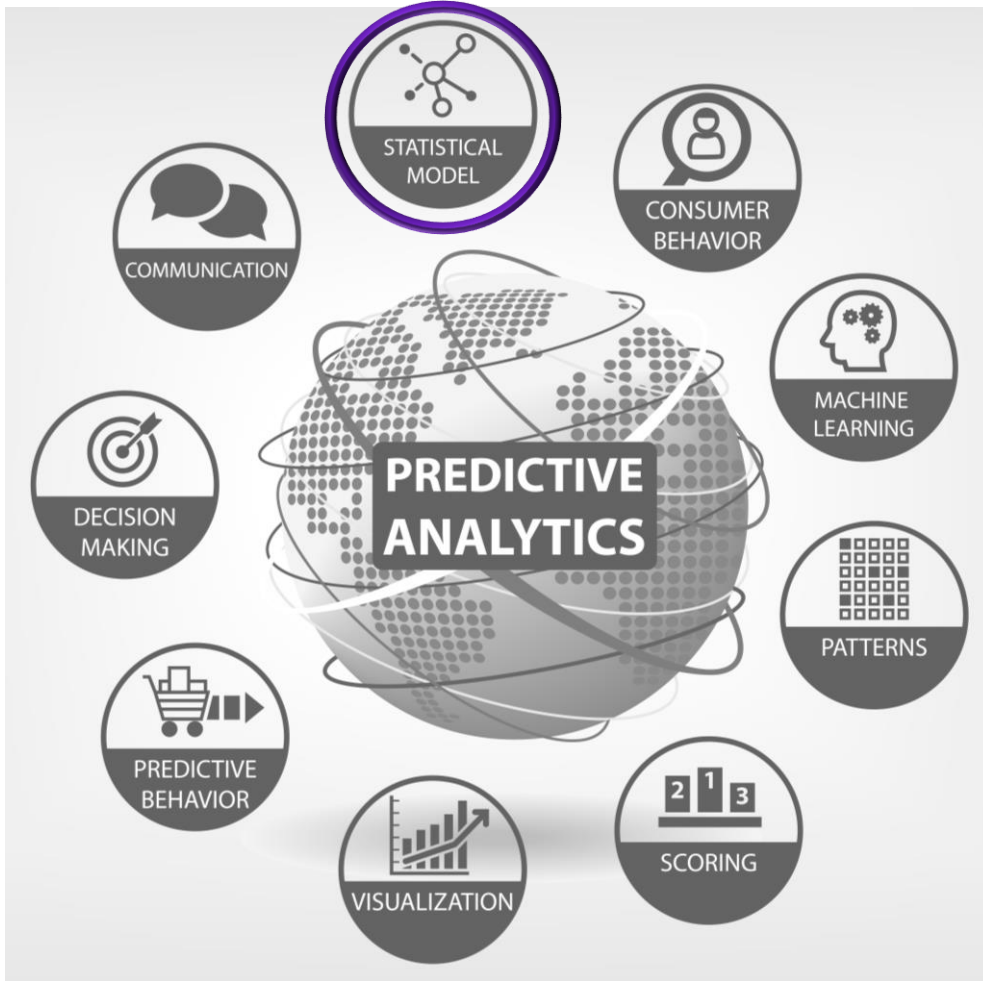 STATISTICAL
MODEL
CONSUMER
BEHAVIOR
COMMUNICATION
MACHINE
LEARNING
PREDICTIVE
ANALYTICS
DECISION
MAKING
PATTERNS
PREDICTIVE
BEHAVIOR
2 1 3
SCORING
VISUALIZATION